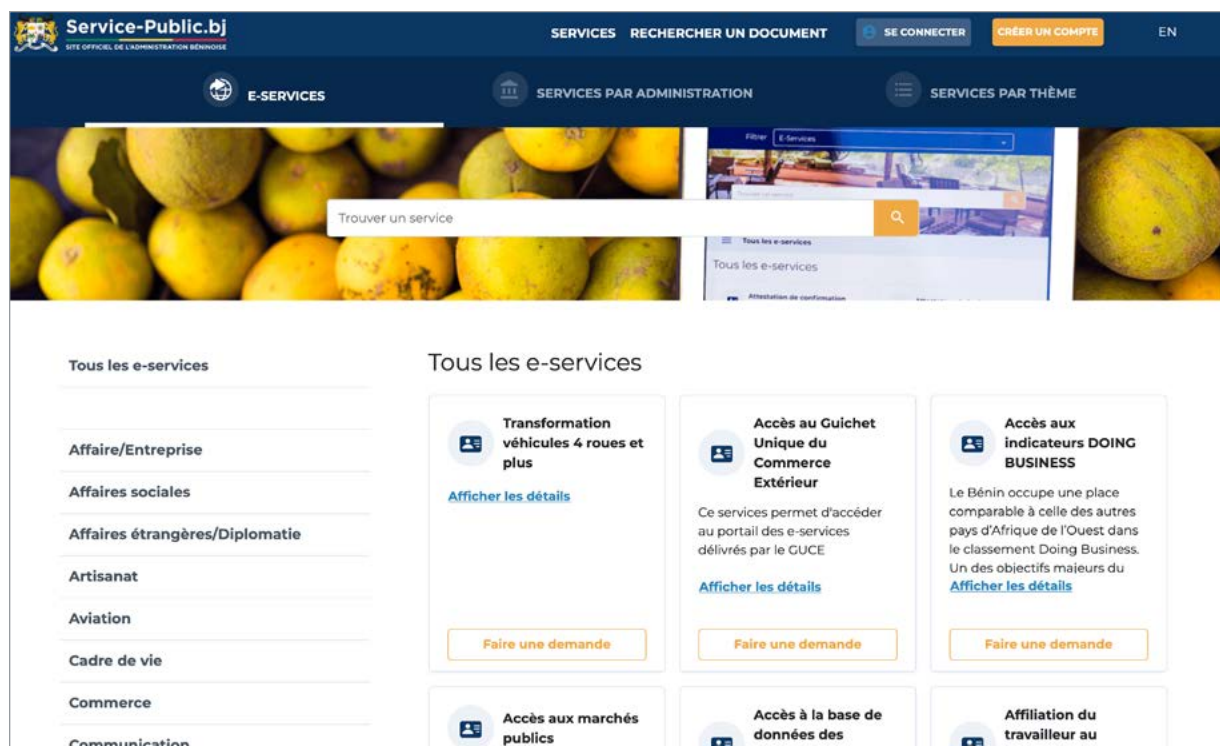 Service-Public.bj
SITE OFFICIEL DE L'ADMINISTRATION BÉNINOISE
SERVICES RECHERCHER UN DOCUMENT SE CONNECTER CRÉER UN COMPTE EN
E-SERVICES SERVICES PAR ADMINISTRATION SERVICES PAR THÈME
Filtrer E-Services
Trouver un service
Tous les e-services
Tous les e-services
Attestation de confirmation
Tous les e-services
Affaire/Entreprise
Affaires sociales
Affaires étrangères/Diplomatie
Artisanat
Aviation
Cadre de vie
Commerce
Communication
Tous les e-services
Transformation
véhicules 4 roues et
plus
Afficher les détails
Faire une demande
Accès au Guichet
Unique du
Commerce
Extérieur
Ce services permet d'accéder
au portail des e-services
délivrés par le GUCE
Afficher les détails
Faire une demande
Accès aux
indicateurs DOING
BUSINESS
Le Bénin occupe une place
comparable à celle des autres
pays d'Afrique de l'Ouest dans
le classement Doing Business.
Un des objectifs majeurs du
Afficher les détails
Faire une demande
Accès aux marchés
publics
Accès à la base de
données des
Affiliation du
travailleur au